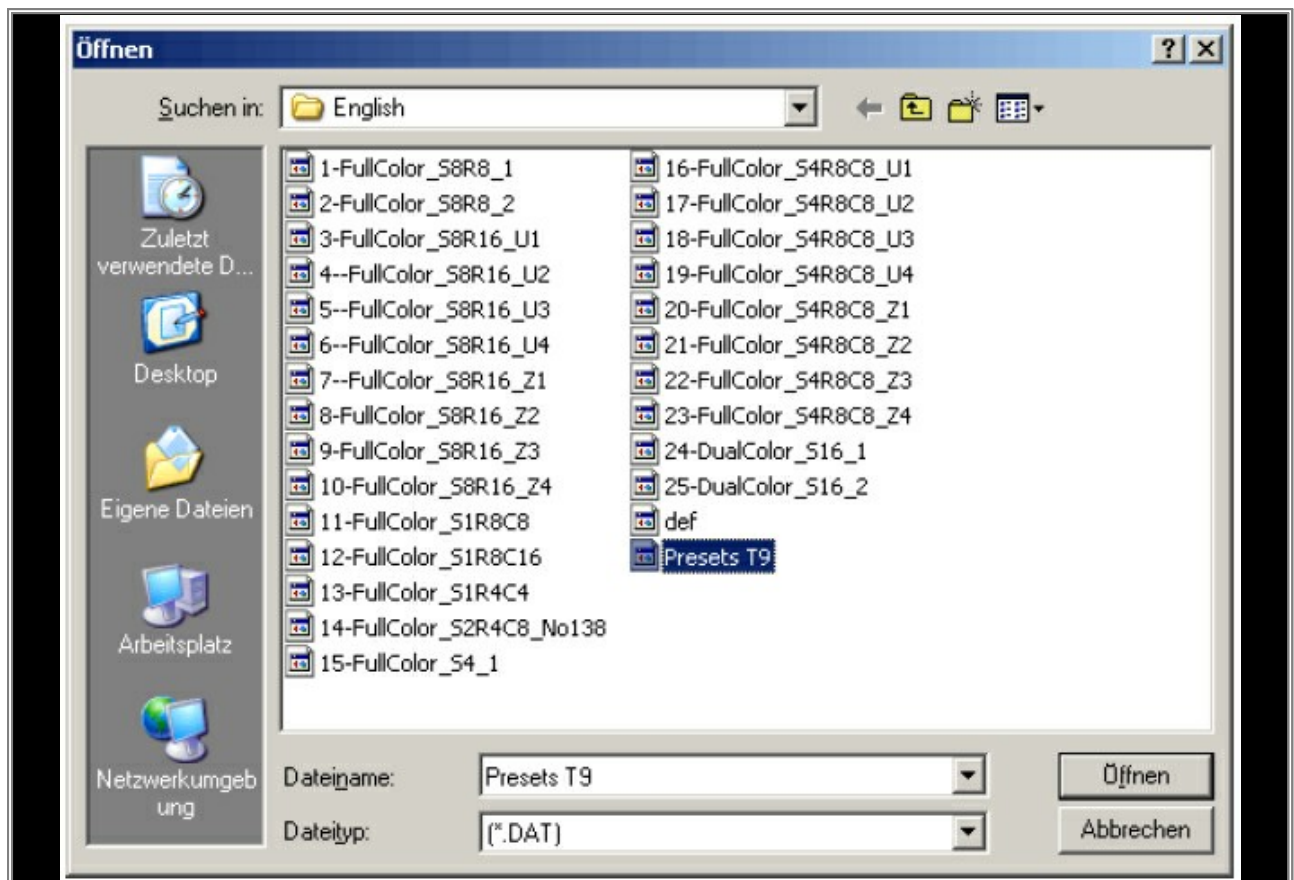 Öffnen
Suchen in:
English
Zuletzt
verwendete D...
Desktop
Eigene Dateien
Arbeitsplatz
Netzwerkumgeb
ung
1-FullColor_S8R8_1
2-FullColor_S8R8_2
3-FullColor_S8R16_U1
4--FullColor_S8R16_U2
5--FullColor_S8R16_U3
6--FullColor_S8R16_U4
7--FullColor_S8R16_Z1
8-FullColor_S8R16_Z2
9-FullColor_S8R16_Z3
10-FullColor_S8R16_Z4
11-FullColor_S1R8C8
12-FullColor_S1R8C16
13-FullColor_S1R4C4
14-FullColor_S2R4C8_No138
15-FullColor_S4_1
16-FullColor_S4R8C8_U1
17-FullColor_S4R8C8_U2
18-FullColor_S4R8C8_U3
19-FullColor_S4R8C8_U4
20-FullColor_S4R8C8_Z1
21-FullColor_S4R8C8_Z2
22-FullColor_S4R8C8_Z3
23-FullColor_S4R8C8_Z4
24-DualColor_S16_1
25-DualColor_S16_2
def
Presets T9
Dateiname:
Presets T9
Öffnen
Dateityp:
(*.DAT)
Abbrechen